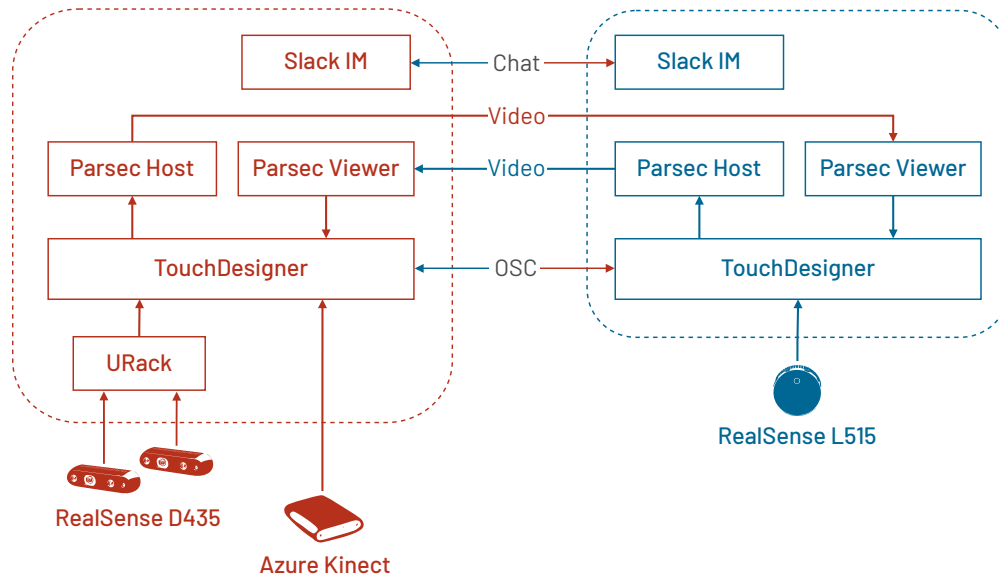 Slack IM
Chat
Slack IM
Video
Parsec Host
Parsec Viewer
Video
Parsec Host
Parsec Viewer
TouchDesigner
OSC
TouchDesigner
URack
RealSense L515
RealSense D435
Azure Kinect